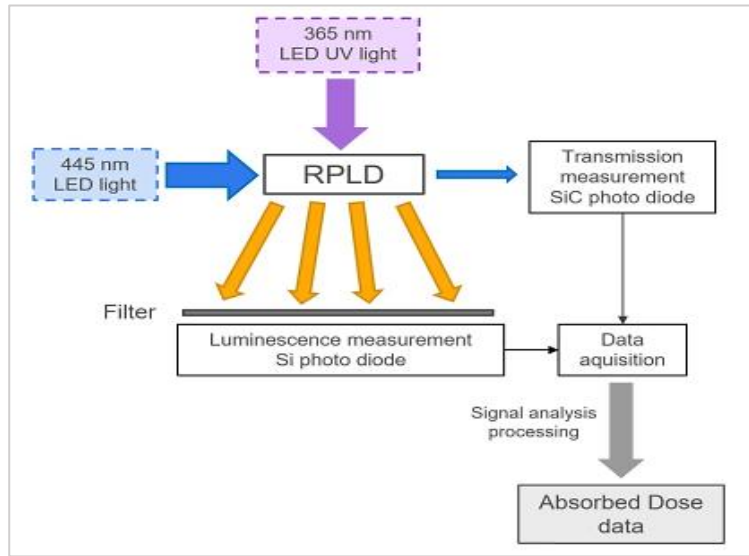 365 nm
LED UV light
445 nm
LED light
RPLD
Transmission
measurement
SiC photo diode
Filter
Luminescence measurement
Si photo diode
Data
aquisition
Signal analysis
processing
Absorbed Dose
data